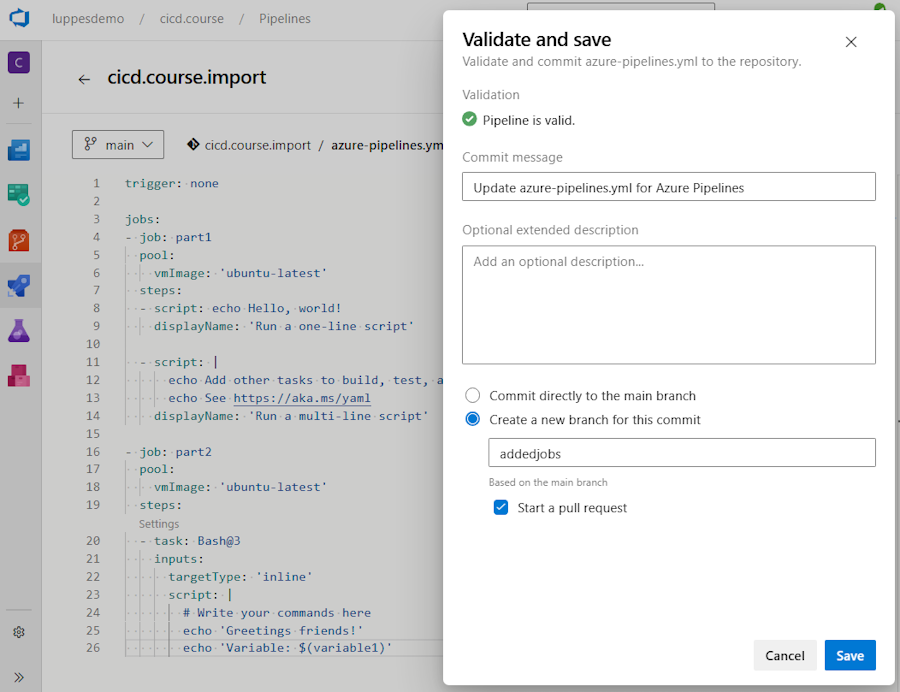 luppesdemo / cicd.course / Pipelines
C
cicd.course.import
main
cicd.course.import / azure-pipelines.ym
1 trigger: none
2
3 jobs:
4 - job: part1
5 pool:
6 vmImage: 'ubuntu-latest'
7 steps:
8 - script: echo Hello, world!
9 displayName: 'Run a one-line script'
10
11 - script: |
12 echo Add other tasks to build, test, a
13 echo See https://aka.ms/yaml
14 displayName: 'Run a multi-line script'
15
16 - job: part2
17 pool:
18 vmImage: 'ubuntu-latest'
19 steps:
Settings
20 - task: Bash@3
21 inputs:
22 targetType: 'inline'
23 script: |
24 # Write your commands here
25 echo 'Greetings friends!'
26 echo 'Variable: $(variable1)'
Validate and save
Validate and commit azure-pipelines.yml to the repository.
Validation
Pipeline is valid.
Commit message
Update azure-pipelines.yml for Azure Pipelines
Optional extended description
Add an optional description...
Commit directly to the main branch
Create a new branch for this commit
addedjobs
Based on the main branch
Start a pull request
Cancel
Save